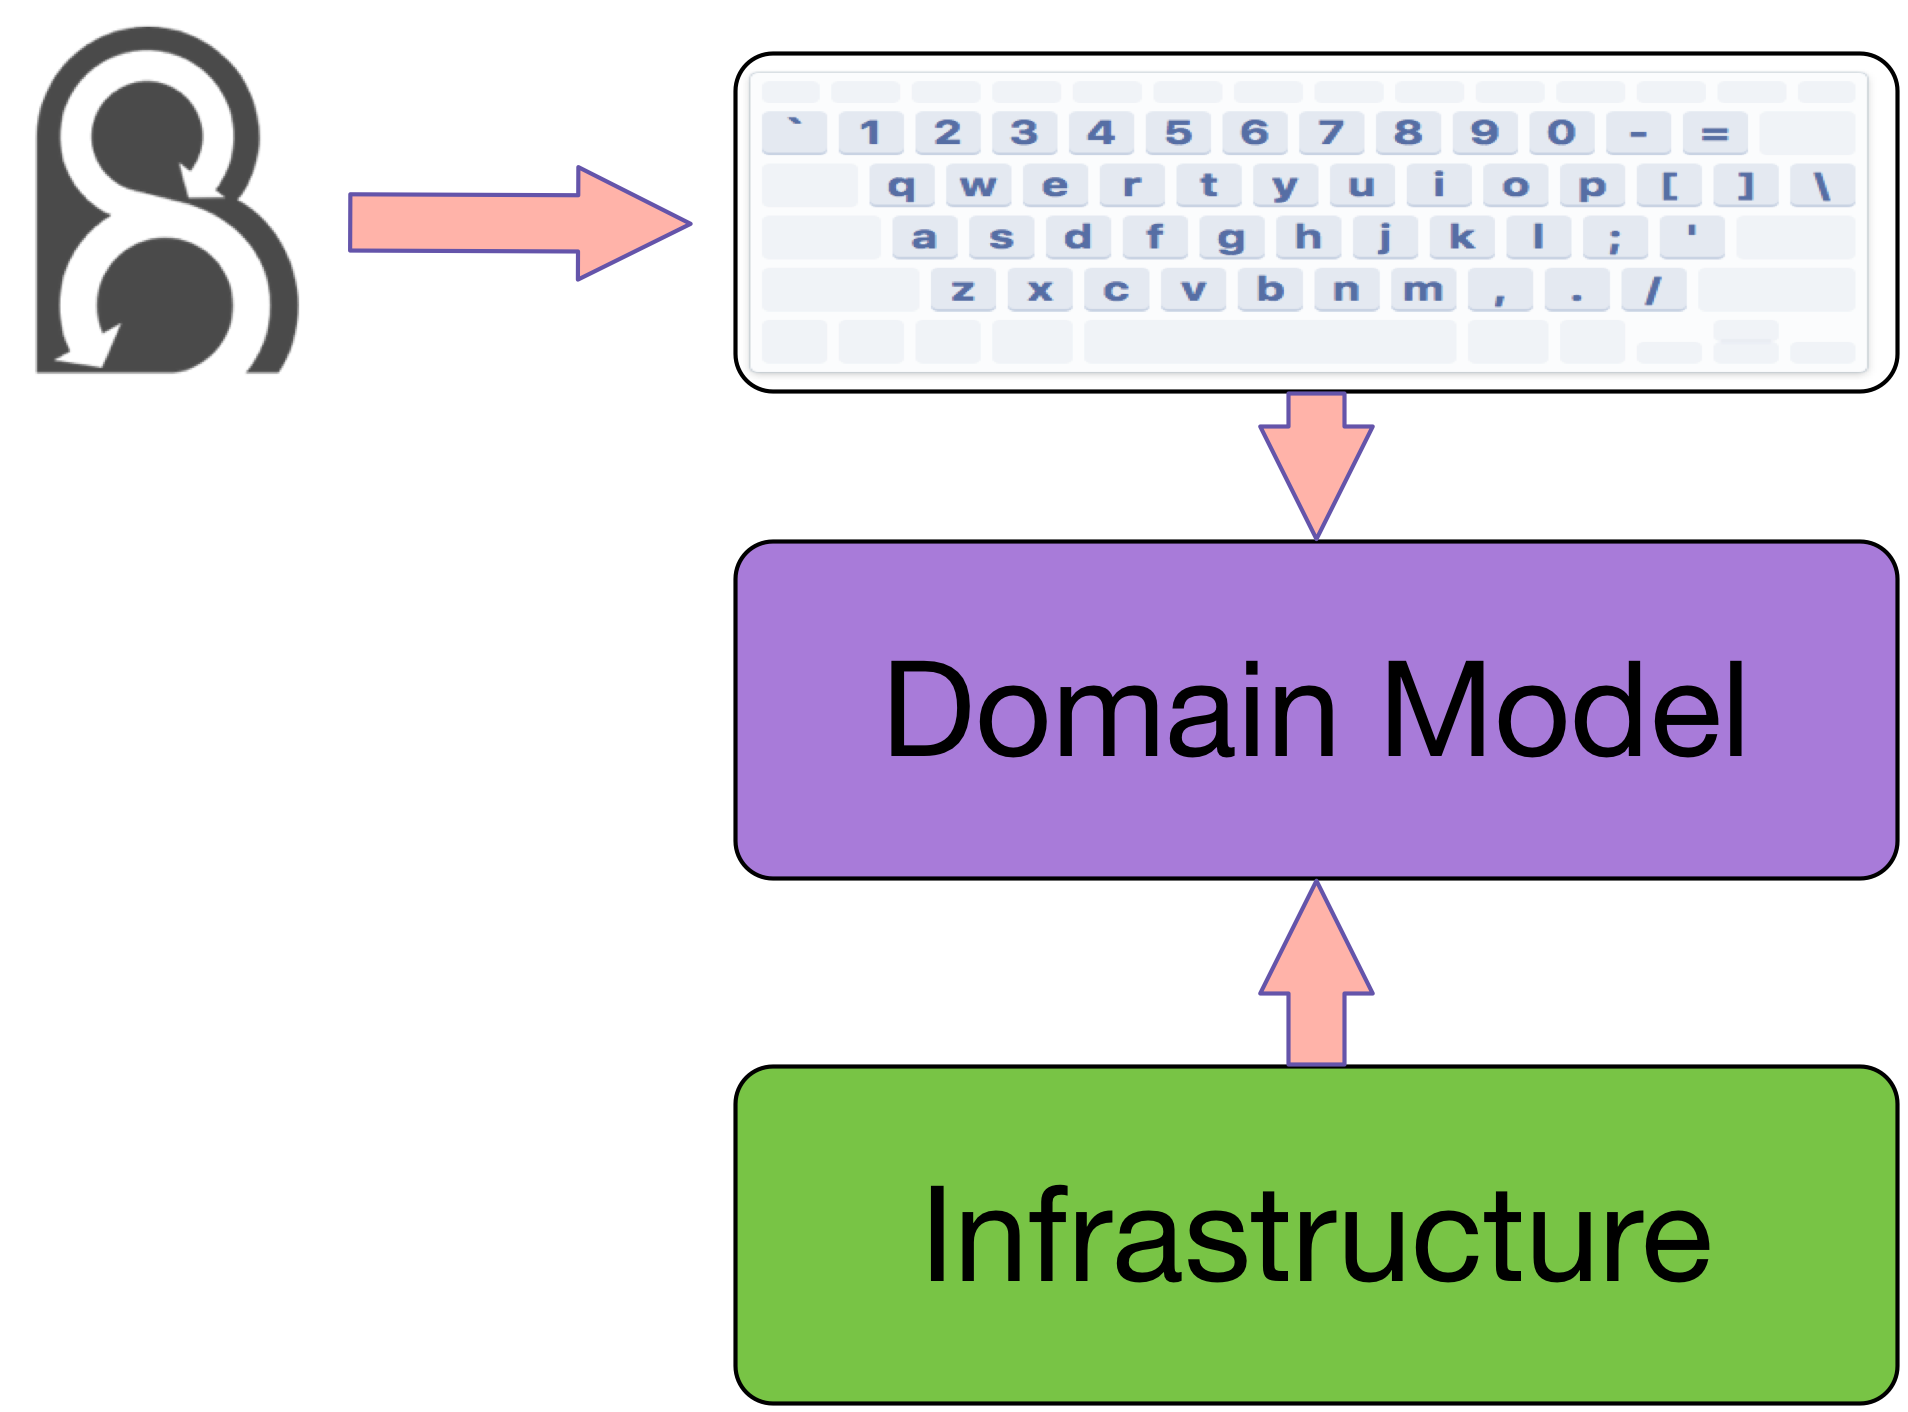 ` 1 2 3 4 5 6 7 8 9 0 - =
q w e r t y u i o p [ ] \
a s d f g h j k l ; '
z x c v b n m , . /
Domain Model
Infrastructure